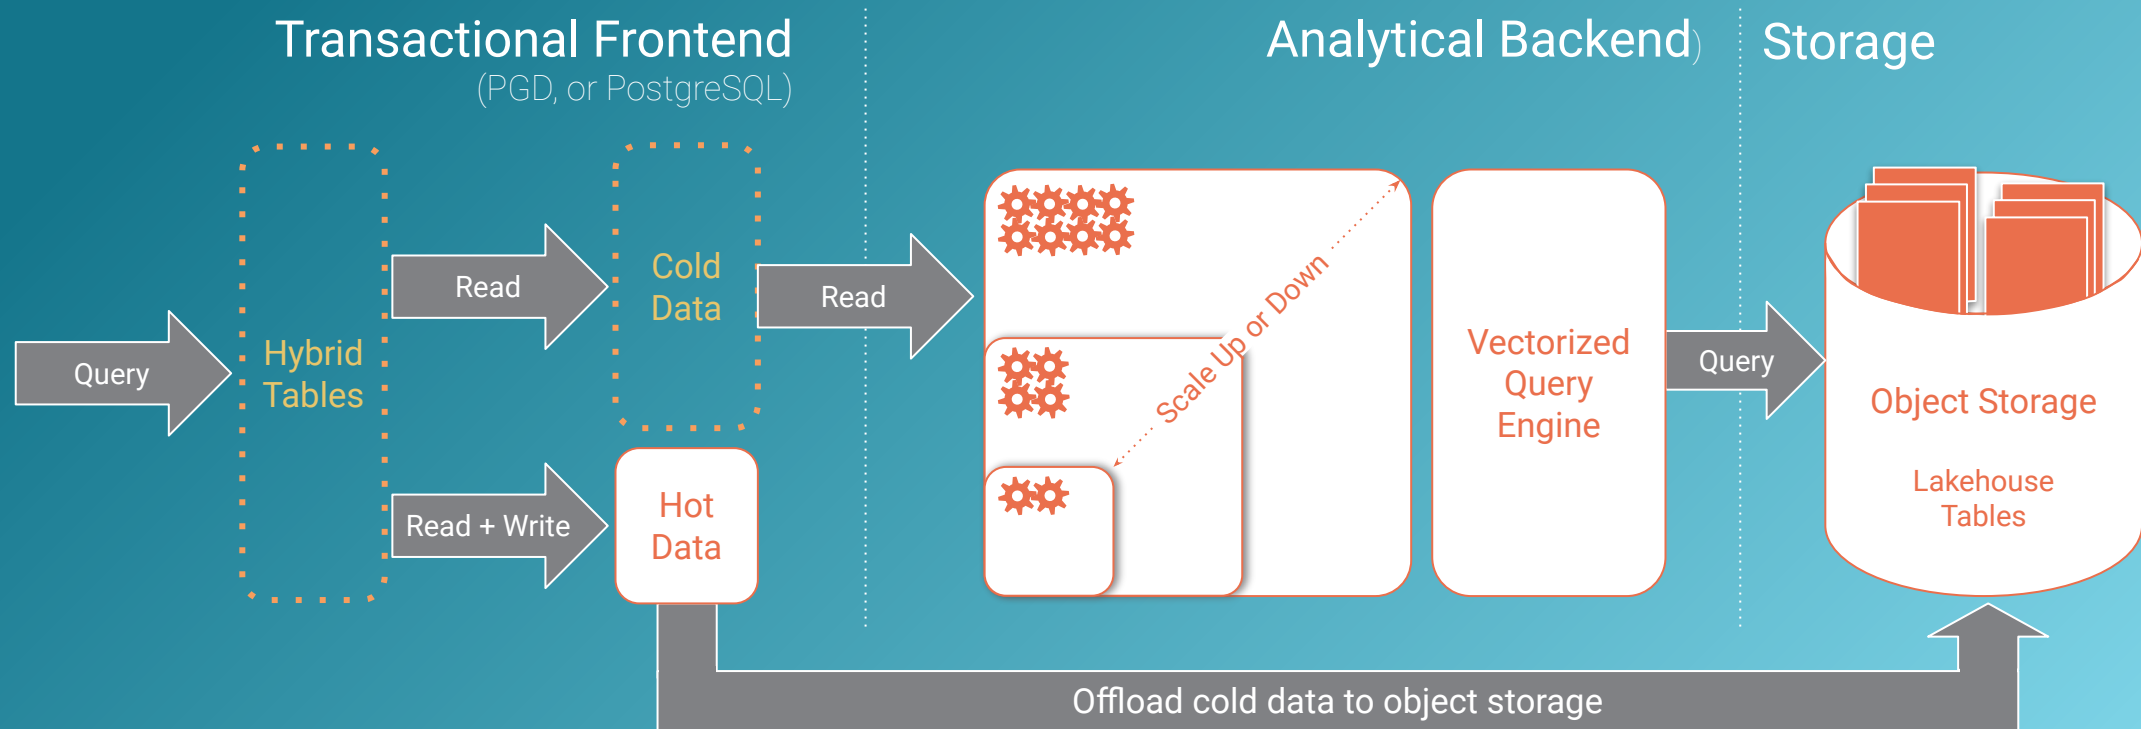 Transactional Frontend
(PGD, or PostgreSQL)
Analytical Backend)
Storage
Query
Hybrid
Tables
Read
Read + Write
Cold
Data
Hot
Data
Read
Scale Up or Down
Vectorized
Query
Engine
Query
Object Storage
Lakehouse
Tables
Offload cold data to object storage